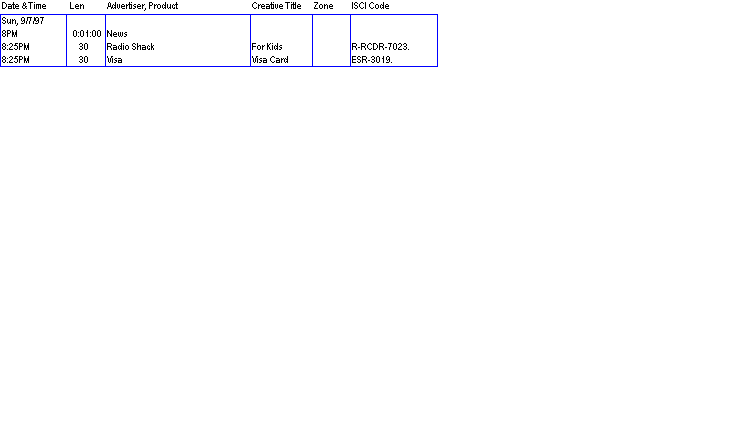 Date & Time Len Advertiser, Product Creative Title Zone ISCI Code
Sun, 9/7/97
8PM 0:01:00 News
8:25PM 30 Radio Shack For Kids R-RCDR-7023.
8:25PM 30 Visa Visa Card ESR-3019.